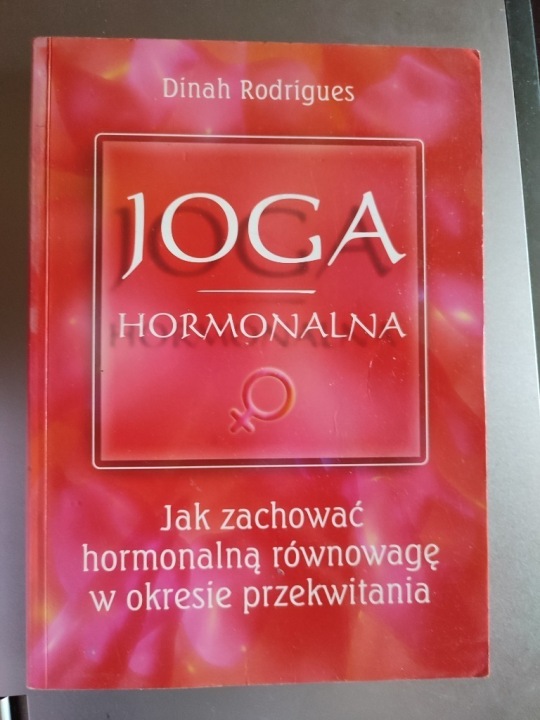 Dinah Rodrigues
JOGA
HORMONALNA
Jak zachować
hormonalną równowagę
w okresie przekwitania